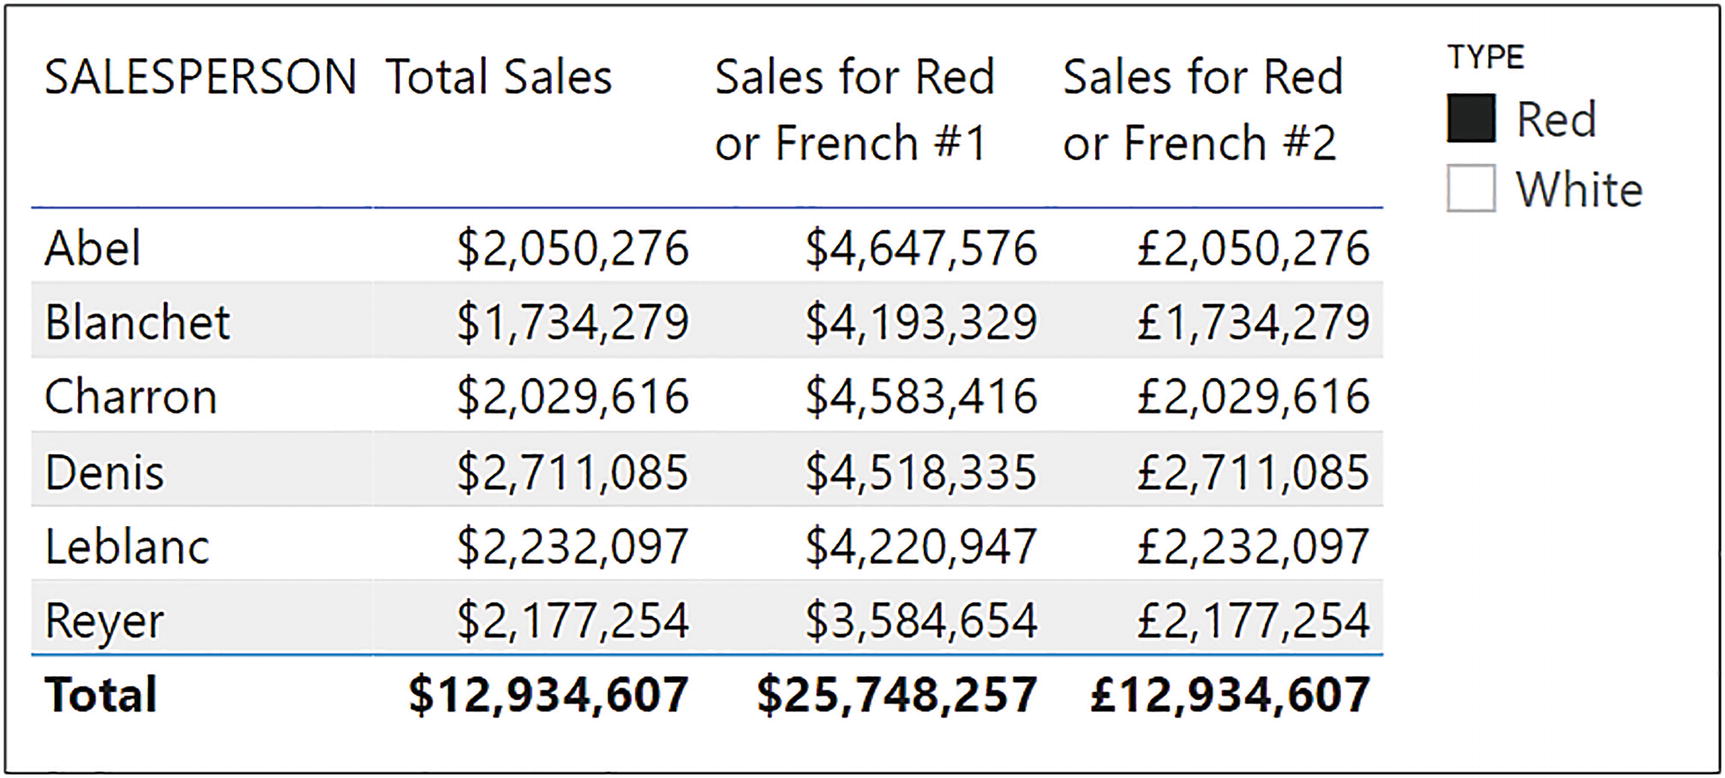 SALESPERSON Total Sales Sales for Red or French #1 Sales for Red or French #2
Abel $2,050,276 $4,647,576 £2,050,276
Blanchet $1,734,279 $4,193,329 £1,734,279
Charron $2,029,616 $4,583,416 £2,029,616
Denis $2,711,085 $4,518,335 £2,711,085
Leblanc $2,232,097 $4,220,947 £2,232,097
Reyer $2,177,254 $3,584,654 £2,177,254
Total $12,934,607 $25,748,257 £12,934,607
TYPE
Red
White